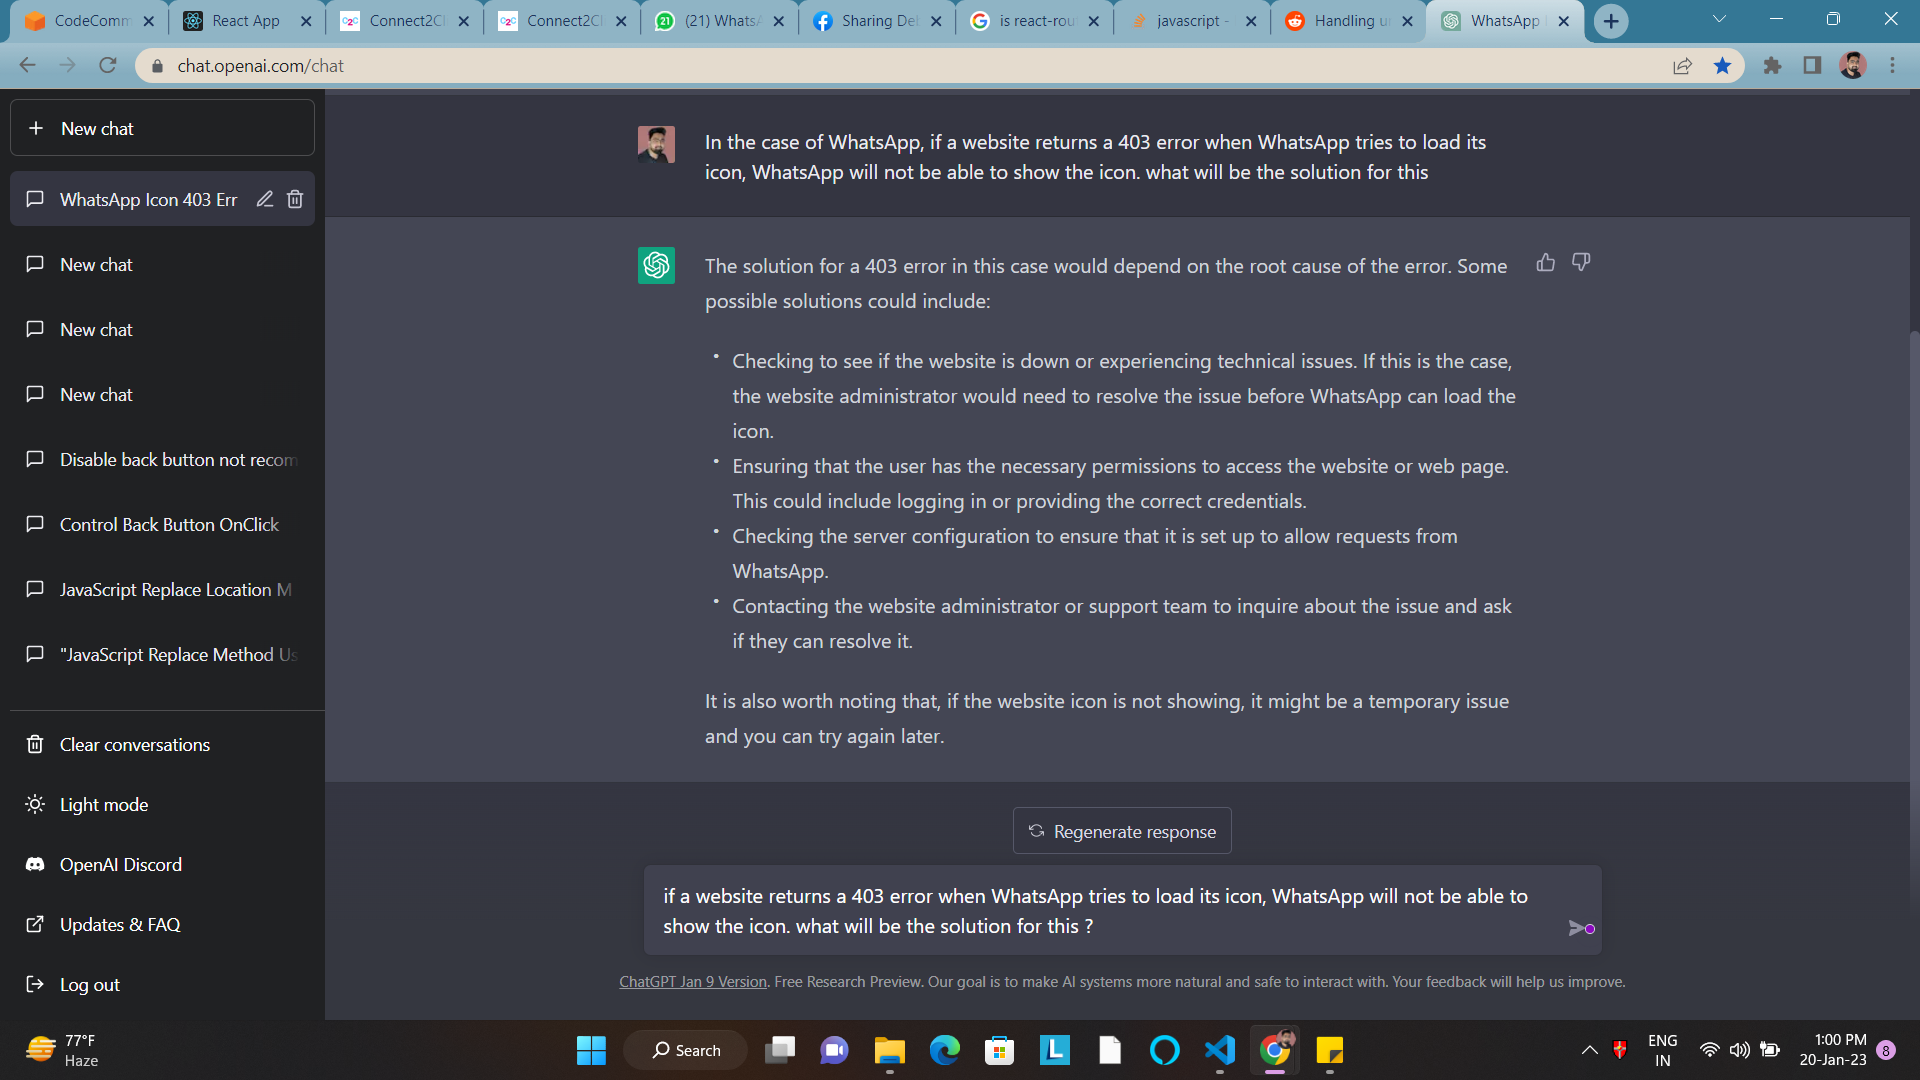 CodeComm
React App
Connect2Cl
Connect2Cl
(21) WhatsA
Sharing Deb
is react-rou
javascript -
Handling u
WhatsApp
chat.openai.com/chat
New chat
WhatsApp Icon 403 Err
New chat
New chat
New chat
Disable back button not recom
Control Back Button OnClick
JavaScript Replace Location M
"JavaScript Replace Method Us
Clear conversations
Light mode
OpenAI Discord
Updates & FAQ
Log out
In the case of WhatsApp, if a website returns a 403 error when WhatsApp tries to load its
icon, WhatsApp will not be able to show the icon. what will be the solution for this
The solution for a 403 error in this case would depend on the root cause of the error. Some
possible solutions could include:
• Checking to see if the website is down or experiencing technical issues. If this is the case,
the website administrator would need to resolve the issue before WhatsApp can load the
icon.
• Ensuring that the user has the necessary permissions to access the website or web page.
This could include logging in or providing the correct credentials.
• Checking the server configuration to ensure that it is set up to allow requests from
WhatsApp.
• Contacting the website administrator or support team to inquire about the issue and ask
if they can resolve it.
It is also worth noting that, if the website icon is not showing, it might be a temporary issue
and you can try again later.
Regenerate response
if a website returns a 403 error when WhatsApp tries to load its icon, WhatsApp will not be able to
show the icon. what will be the solution for this ?
ChatGPT Jan 9 Version. Free Research Preview. Our goal is to make AI systems more natural and safe to interact with. Your feedback will help us improve.
77°F
Haze
Search
L
ENG
IN
1:00 PM
20-Jan-23
8